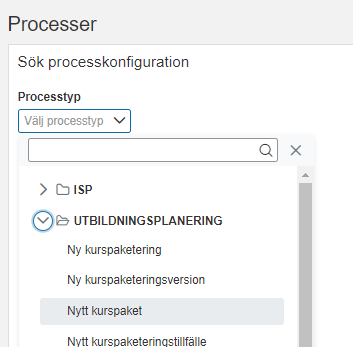 Processer
Sök processkonfiguration
Processtyp
Välj processtyp
ISP
UTBILDNINGSPLANERING
Ny kurspaketering
Ny kurspaketeringsversion
Nytt kurspaket
Nytt kurspaketeringstillfälle